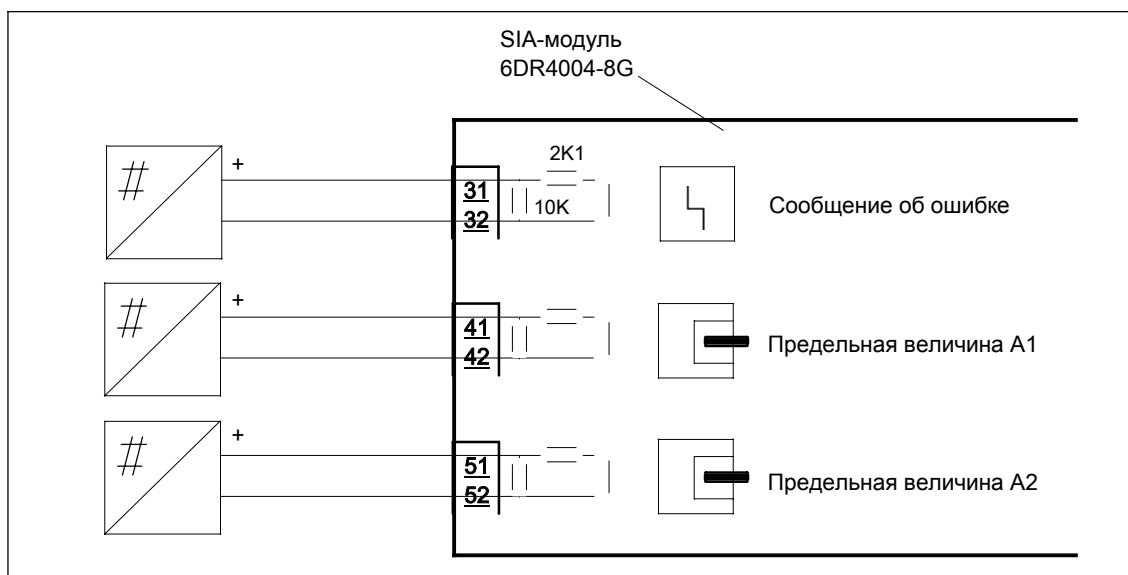 SIA-модуль
6DR4004-8G
+
2K1
31
10K
32
Сообщение об ошибке
+
41
42
Предельная величина A1
+
51
52
Предельная величина A2